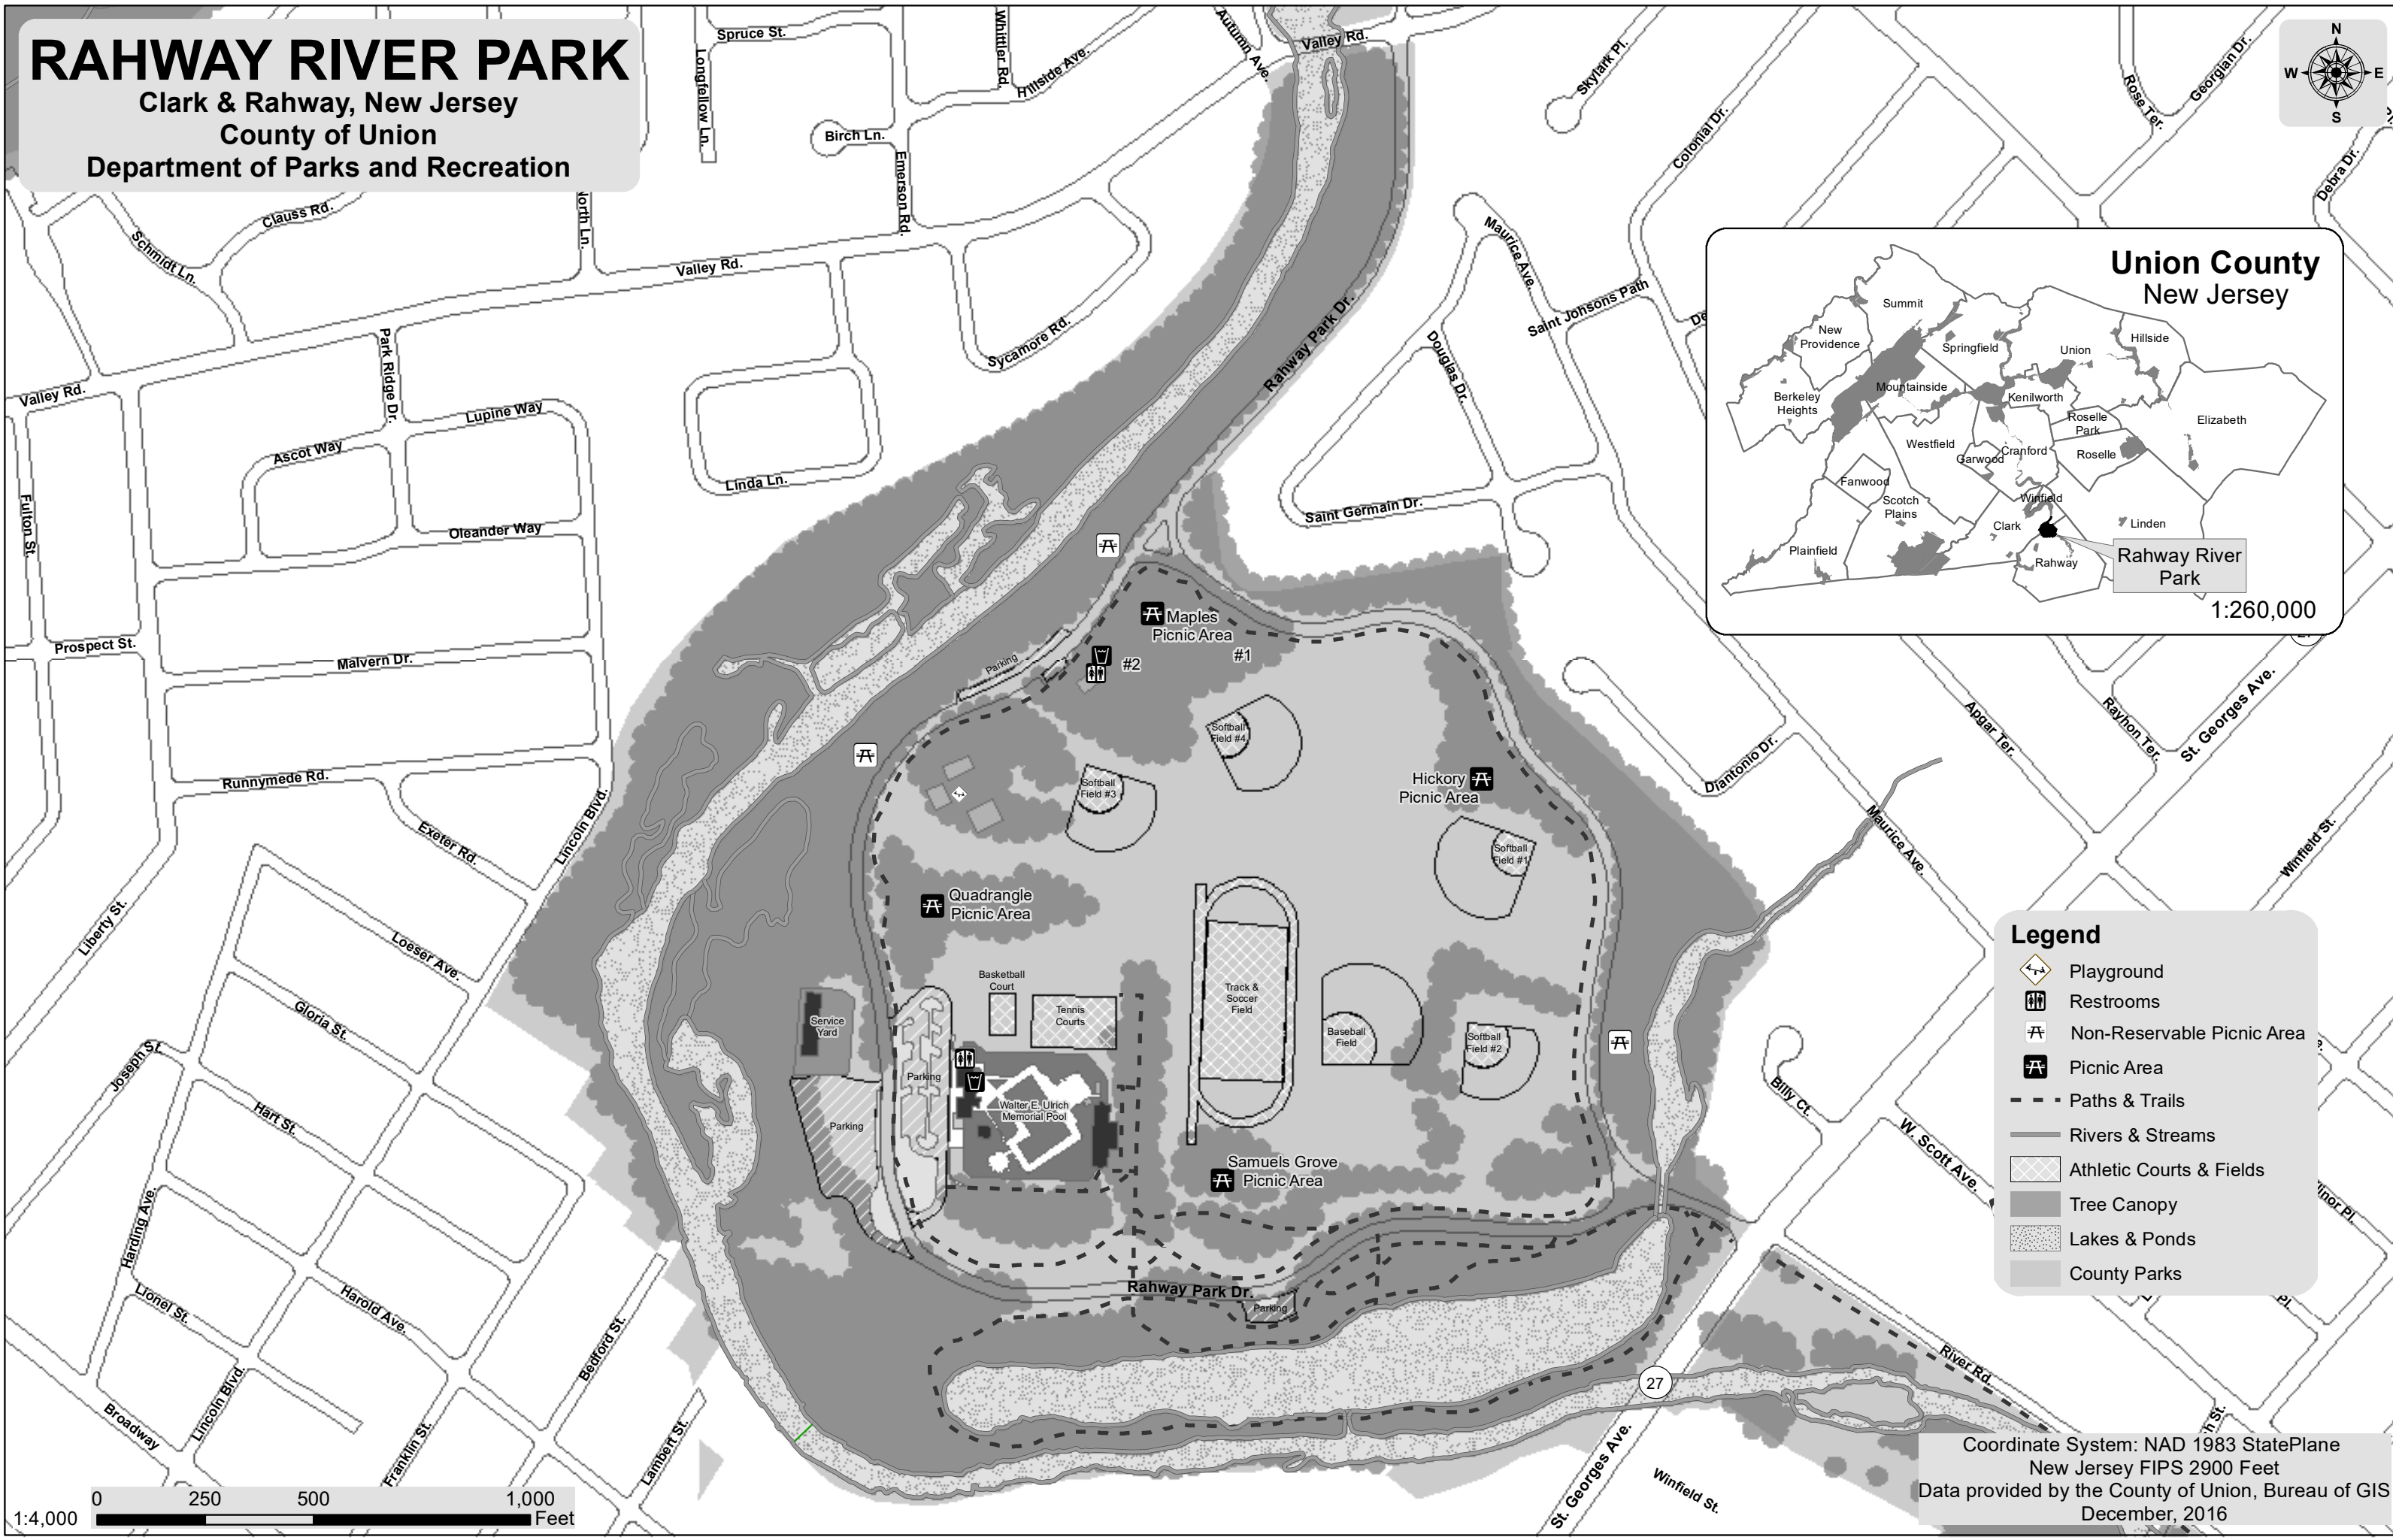 RAHWAY RIVER PARK
Clark & Rahway, New Jersey
County of Union
Department of Parks and Recreation
Spruce St.
Longfellow Ln.
Whittier Rd.
Hillside Ave.
Autumn Ave.
Valley Rd.
Skylark Pl.
Colonial Dr.
Rose Ter.
Georgian Dr.
Debra Dr.
N
W
E
S
Birch Ln.
Emerson Rd.
North Ln.
Clauss Rd.
Schmidt Ln.
Valley Rd.
Sycamore Rd.
Rahway Park Dr.
Maurice Ave.
Saint Johsons Path
Douglas Dr.
De
Park Ridge Dr.
Valley Rd.
Lupine Way
Ascot Way
Linda Ln.
Fulton St.
Oleander Way
Saint Germain Dr.
Prospect St.
Malvern Dr.
Runnymede Rd.
Exeter Rd.
Lincoln Blvd.
Liberty St.
Loeser Ave.
Gloria St.
Joseph St.
Hart St.
Harding Ave.
Lionel St.
Harold Ave.
Bedford St.
Broadway
Lincoln Blvd.
Franklin St.
Lambert St.
Union County
New Jersey
Summit
New
Providence
Springfield
Union
Hillside
Berkeley
Heights
Mountainside
Kenilworth
Roselle
Park
Elizabeth
Westfield
Garwood
Cranford
Roselle
Fanwood
Scotch
Plains
Winfield
Clark
Linden
Plainfield
Rahway
Rahway River
Park
1:260,000
Maples
Picnic Area
#1
#2
Parking
Softball
Field #4
Softball
Field #3
Hickory
Picnic Area
Softball
Field #1
Quadrangle
Picnic Area
Basketball
Court
Tennis
Courts
Track &
Soccer
Field
Baseball
Field
Softball
Field #2
Service
Yard
Parking
Parking
Walter E. Ulrich
Memorial Pool
Samuels Grove
Picnic Area
Rahway Park Dr.
Parking
Diantonio Dr.
Maurice Ave.
Apgar Ter.
Rayhon Ter.
St. Georges Ave.
Winfield St.
Billy Ct.
W. Scott Ave.
Pl.
River Rd.
27
St. Georges Ave.
Winfield St.
Legend
Playground
Restrooms
Non-Reservable Picnic Area
Picnic Area
Paths & Trails
Rivers & Streams
Athletic Courts & Fields
Tree Canopy
Lakes & Ponds
County Parks
1:4,000
0
250
500
1,000
Feet
Coordinate System: NAD 1983 StatePlane
New Jersey FIPS 2900 Feet
Data provided by the County of Union, Bureau of GIS
December, 2016